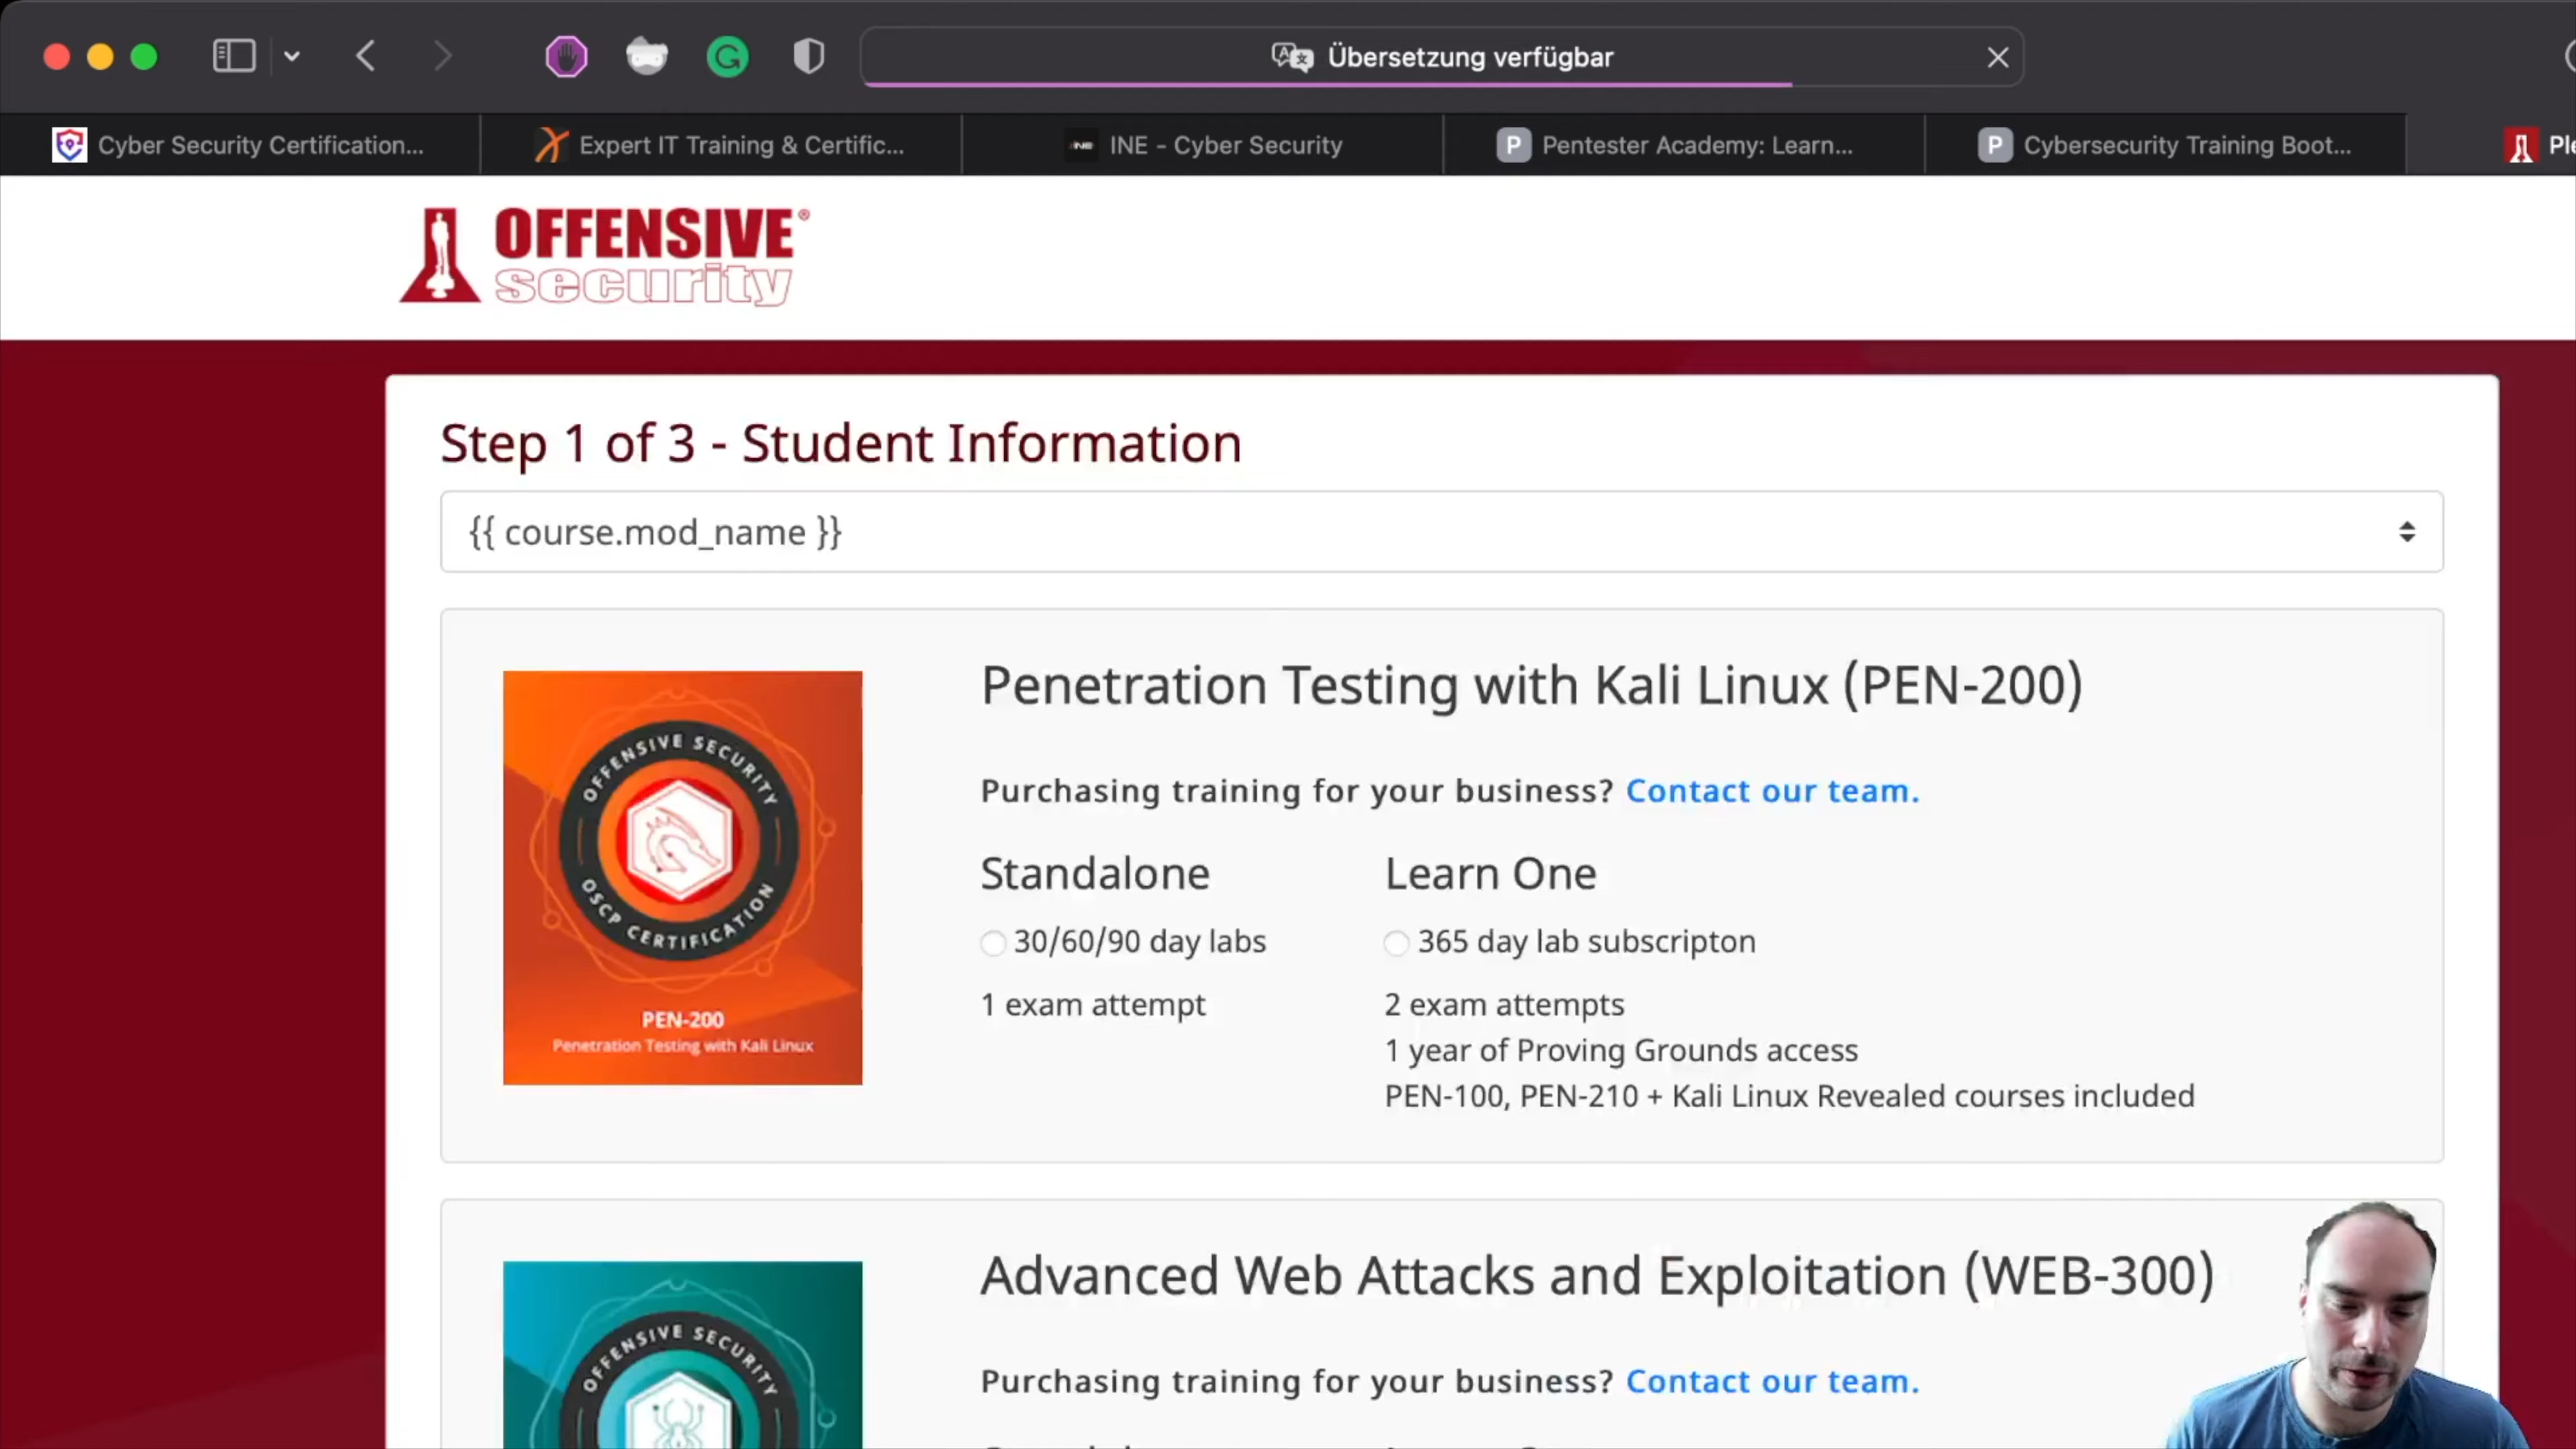 Übersetzung verfügbar
Cyber Security Certification...
Expert IT Training & Certific...
INE
INE - Cyber Security
P
Pentester Academy: Learn...
P
Cybersecurity Training Boot...
OFFENSIVE®
security
Step 1 of 3 - Student Information
{{ course.mod_name }}
OFFENSIVE SECURITY
OSCP CERTIFICATION
PEN-200
Penetration Testing with Kali Linux
Penetration Testing with Kali Linux (PEN-200)
Purchasing training for your business? Contact our team.
Standalone
30/60/90 day labs
1 exam attempt
Learn One
365 day lab subscripton
2 exam attempts
1 year of Proving Grounds access
PEN-100, PEN-210 + Kali Linux Revealed courses included
OFFENSIVE SECURITY
Advanced Web Attacks and Exploitation (WEB-300)
Purchasing training for your business? Contact our team.